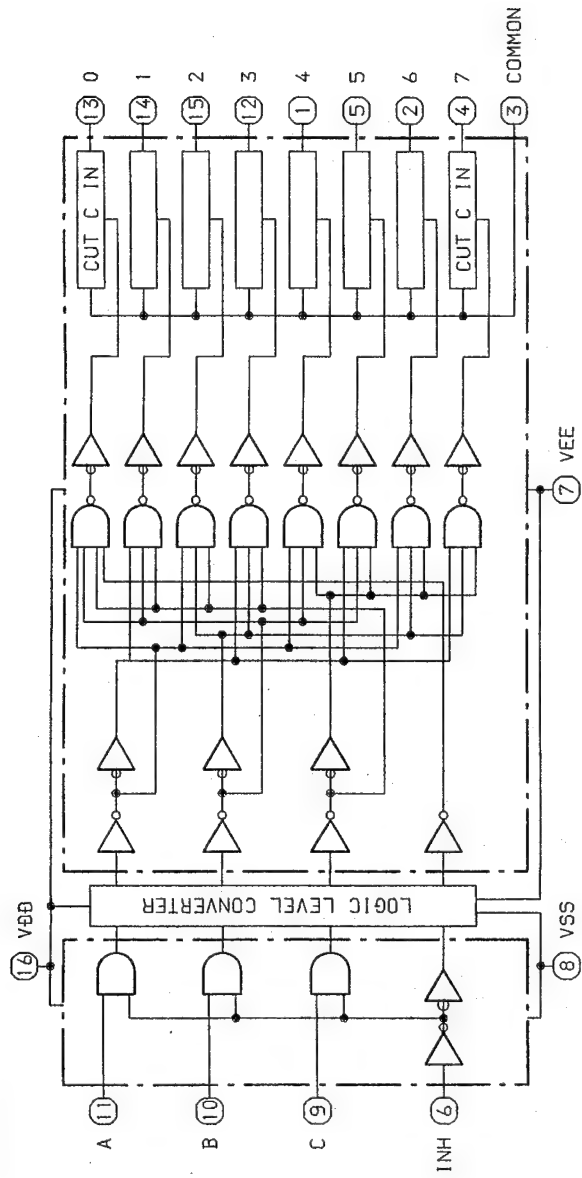 16 VDD
A 11
B 10
C 9
INH 6
8 VSS
LOGIC LEVEL CONVERTER
7 VEE
CUT C IN
CUT C IN
13 0
14 1
15 2
12 3
1 4
5 5
2 6
4 7
3 COMMON